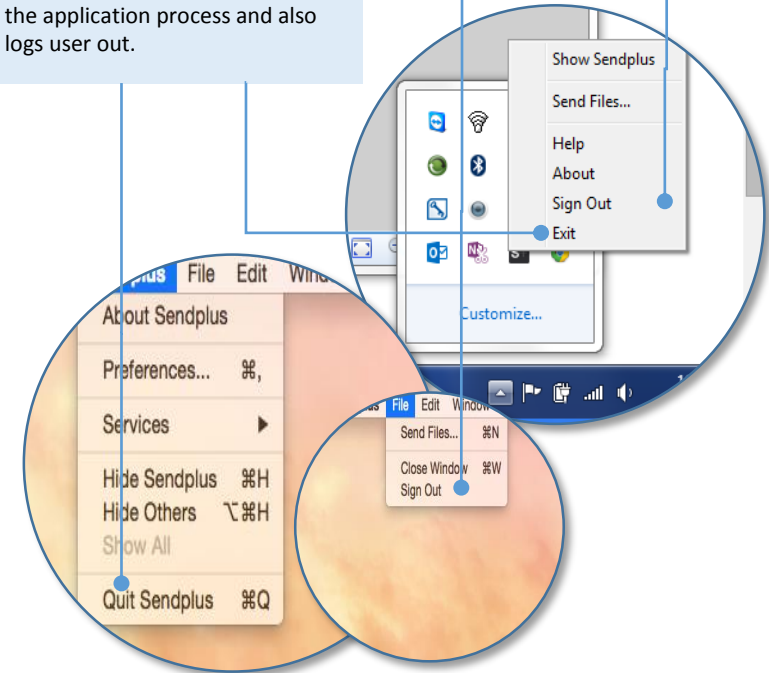 the application process and also
logs user out.
Show Sendplus
Send Files...
Help
About
Sign Out
Exit
Customize...
File Edit
About Sendplus
Preferences... ⌘,
Services ▶
Hide Sendplus ⌘H
Hide Others ⌥⌘H
Show All
Quit Sendplus ⌘Q
File Edit Window
Send Files... ⌘N
Close Window ⌘W
Sign Out